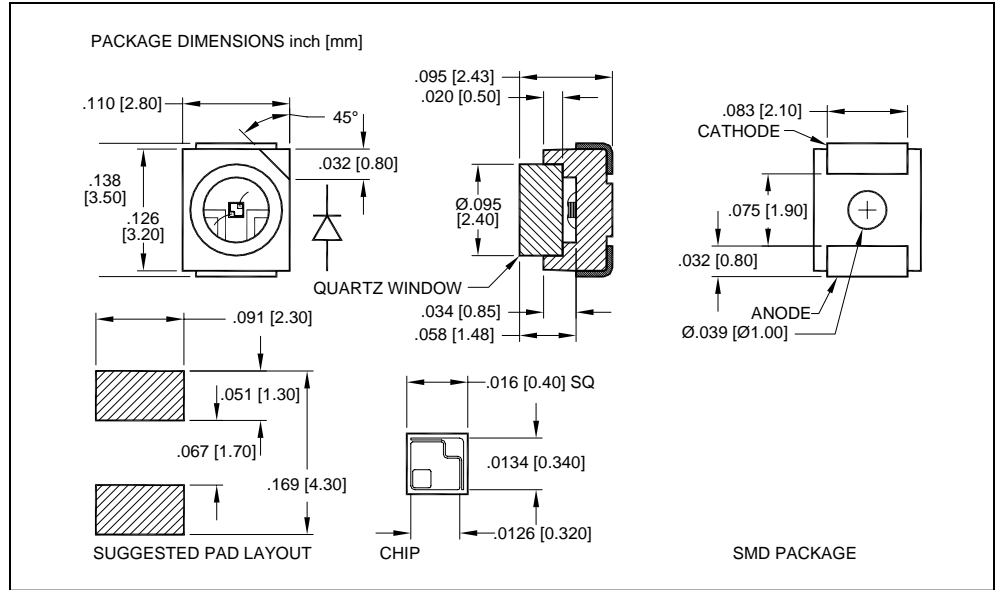 PACKAGE DIMENSIONS inch [mm]
.110 [2.80]
45°
.032 [0.80]
.138
[3.50]
.126
[3.20]
.095 [2.43]
.020 [0.50]
Ø.095
[2.40]
QUARTZ WINDOW
.034 [0.85]
.058 [1.48]
.083 [2.10]
CATHODE
.075 [1.90]
.032 [0.80]
ANODE
Ø.039 [Ø1.00]
.091 [2.30]
.051 [1.30]
.067 [1.70]
.169 [4.30]
.016 [0.40] SQ
.0134 [0.340]
.0126 [0.320]
SUGGESTED PAD LAYOUT
CHIP
SMD PACKAGE